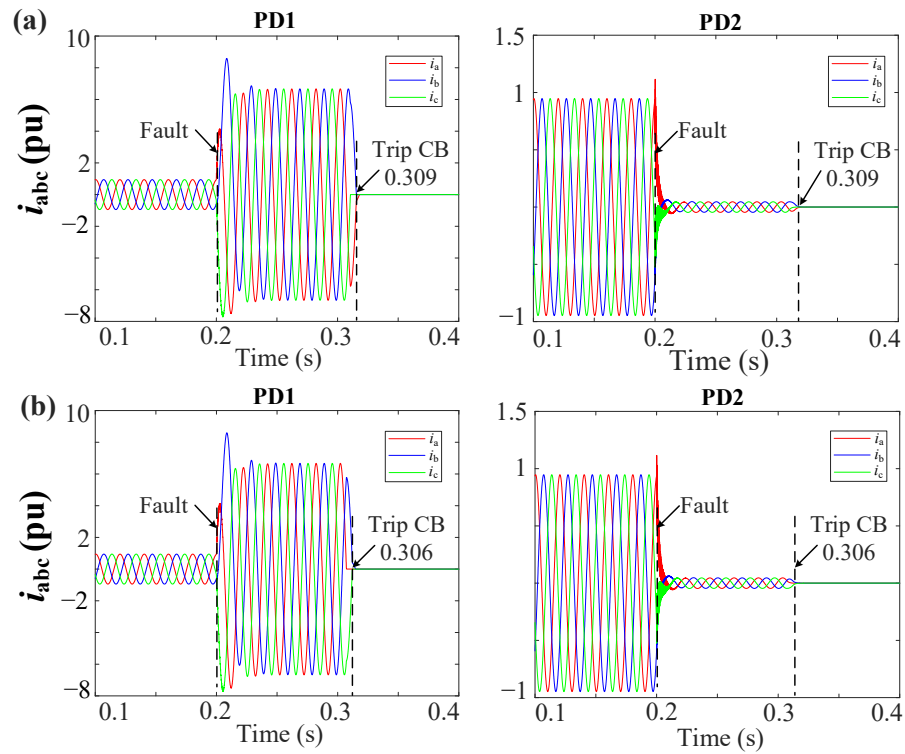 (a)
PD1
10
2
−2
−8
i_abc (pu)
i_a
i_b
i_c
Fault
Trip CB
0.309
0.1
0.2
0.3
0.4
Time (s)
PD2
1.5
1
−1
i_a
i_b
i_c
Fault
Trip CB
0.309
0.1
0.2
0.3
0.4
Time (s)
(b)
PD1
10
2
−2
−8
i_abc (pu)
i_a
i_b
i_c
Fault
Trip CB
0.306
0.1
0.2
0.3
0.4
Time (s)
PD2
1.5
1
−1
i_a
i_b
i_c
Fault
Trip CB
0.306
0.1
0.2
0.3
0.4
Time (s)